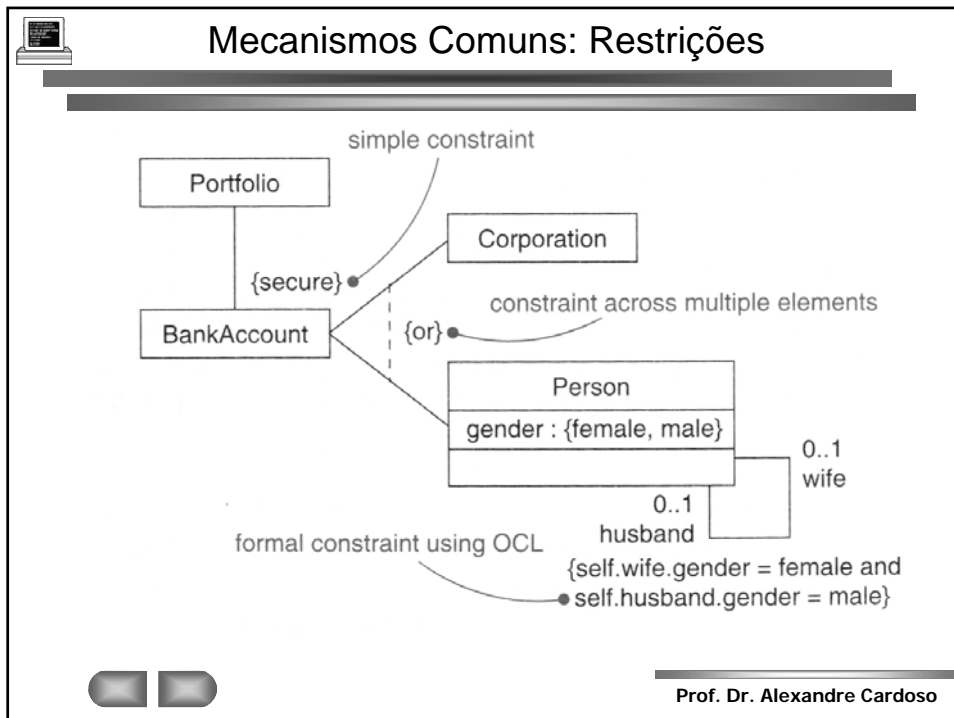 Mecanismos Comuns: Restrições
simple constraint
Portfolio
Corporation
{secure}
constraint across multiple elements
BankAccount
{or}
Person
gender : {female, male}
0..1
wife
0..1
husband
formal constraint using OCL
{self.wife.gender = female and
self.husband.gender = male}
Prof. Dr. Alexandre Cardoso